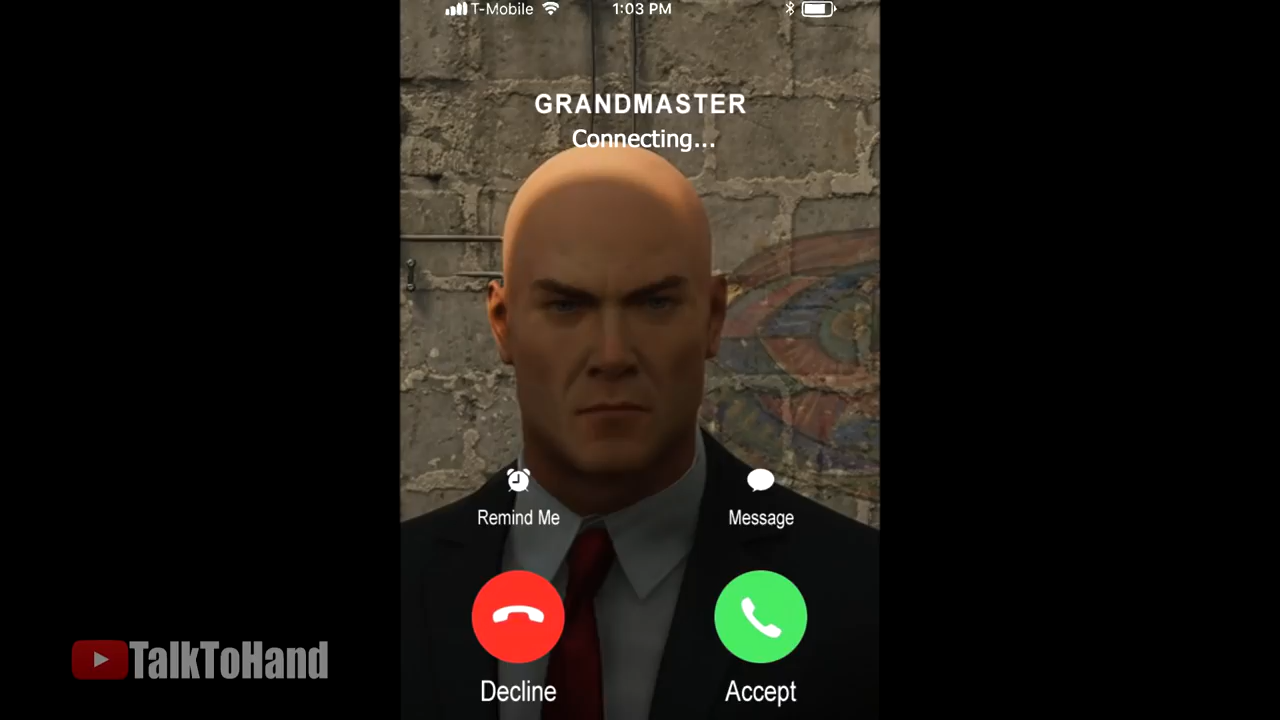 T-Mobile 1:03 PM
GRANDMASTER
Connecting...
Remind Me Message
Decline Accept
TalkToHand